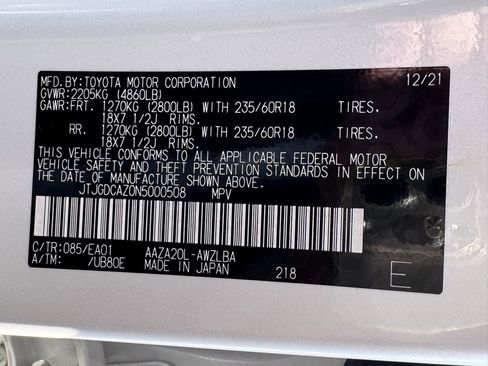 MFD.BY:TOYOTA MOTOR CORPORATION 12/21
GVWR:2205KG (4860LB)
GAWR:FRT. 1270KG (2800LB) WITH 235/60R18 TIRES.
18X7 1/2J RIMS.
RR. 1270KG (2800LB) WITH 235/60R18 TIRES.
18X7 1/2J RIMS.
THIS VEHICLE CONFORMS TO ALL APPLICABLE FEDERAL MOTOR
VEHICLE SAFETY AND THEFT PREVENTION STANDARDS IN EFFECT
ON THE DATE OF MANUFACTURE SHOWN ABOVE.
JTJGDCAZ0N5000508 MPV
C/TR:085/EA01 AAZA20L-AWZLBA
A/TM: /UB80E MADE IN JAPAN 218 E